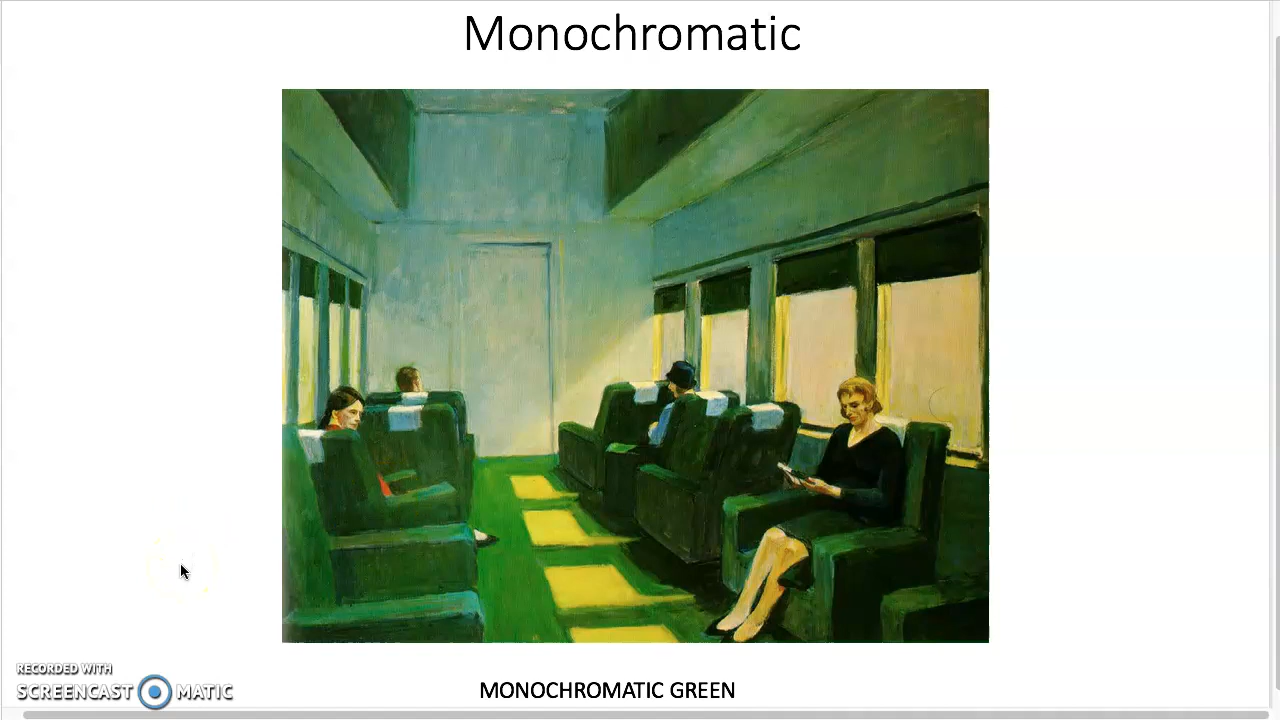 Monochromatic
RECORDED WITH
SCREENCAST MATIC
MONOCHROMATIC GREEN